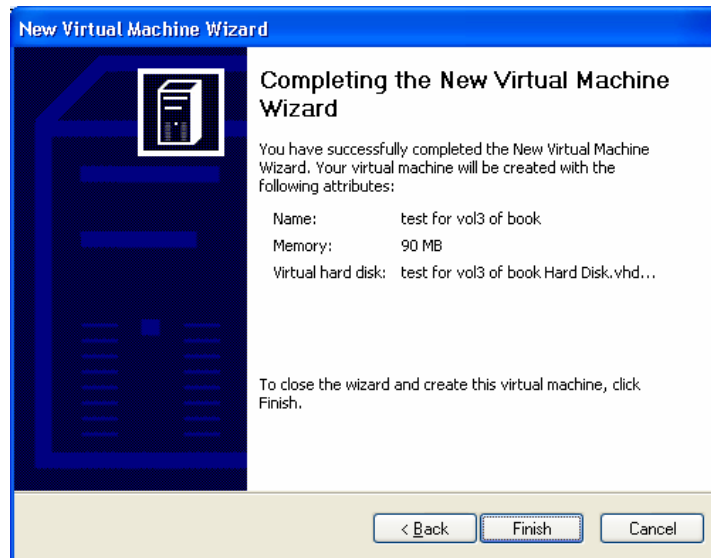 New Virtual Machine Wizard
Completing the New Virtual Machine
Wizard
You have successfully completed the New Virtual Machine
Wizard. Your virtual machine will be created with the
following attributes:
Name: test for vol3 of book
Memory: 90 MB
Virtual hard disk: test for vol3 of book Hard Disk.vhd...
To close the wizard and create this virtual machine, click
Finish.
< Back Finish Cancel